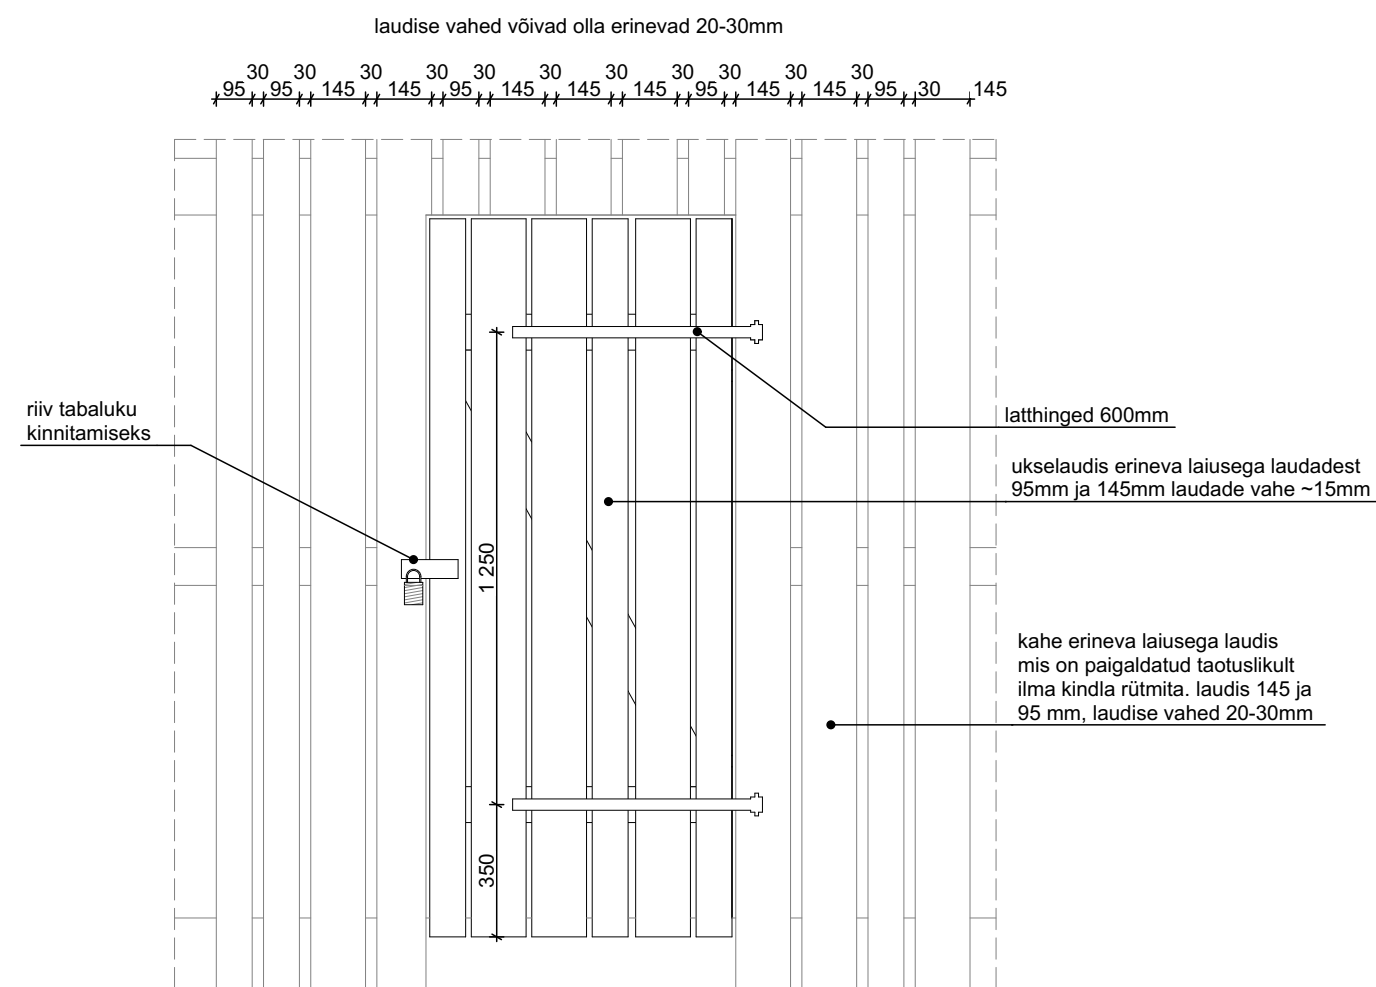 laudise vahed võivad olla erinevad 20-30mm
30 30 30 30 30 30 30 30 30 30 30
95 95 145 145 95 145 145 145 95 145 145 95 30 145
riiv tabaluku
kinnitamiseks
latthinged 600mm
ukselaudis erineva laiusega laudadest
95mm ja 145mm laudade vahe ~15mm
1 250
kahe erineva laiusega laudis
mis on paigaldatud taotuslikult
ilma kindla rütmita. laudis 145 ja
95 mm, laudise vahed 20-30mm
350